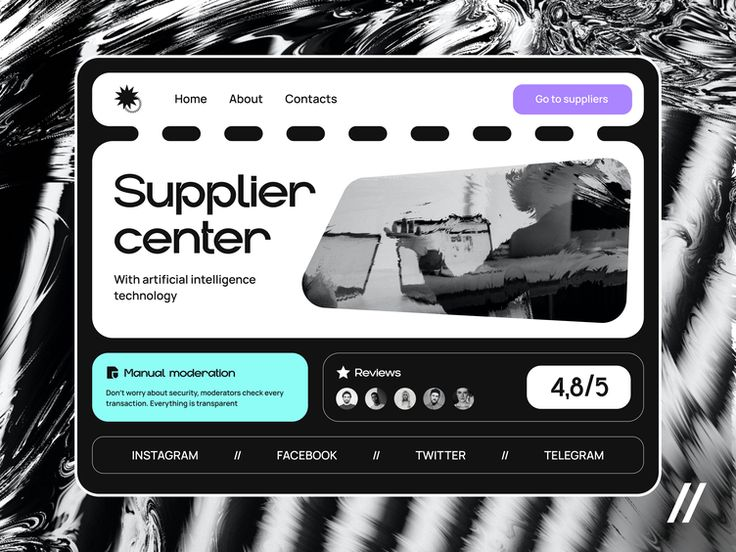 Home About Contacts Go to suppliers
Supplier
center
With artificial intelligence
technology
Manual moderation
Don't worry about security, moderators check every
transaction. Everything is transparent
Reviews
4,8/5
INSTAGRAM // FACEBOOK // TWITTER // TELEGRAM
//